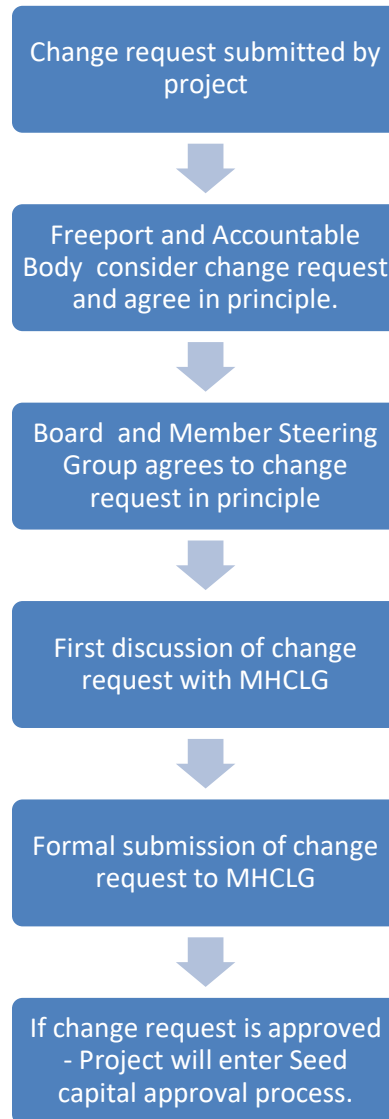 Change request submitted by
project
Freeport and Accountable
Body consider change request
and agree in principle.
Board and Member Steering
Group agrees to change
request in principle
First discussion of change
request with MHCLG
Formal submission of change
request to MHCLG
If change request is approved
- Project will enter Seed
capital approval process.